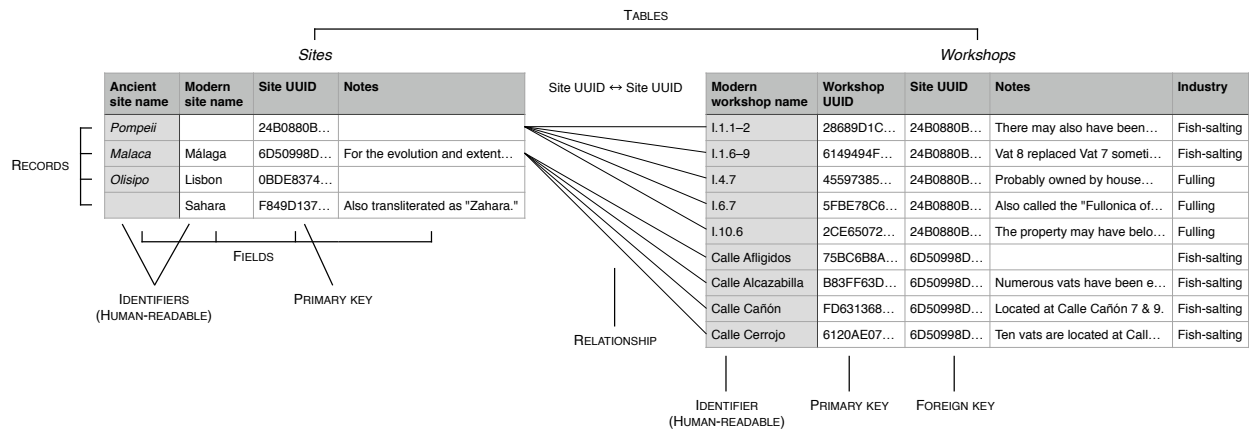 TABLES
Sites
Workshops
Ancient site name Modern site name Site UUID Notes
Pompeii 24B0880B…
Malaca Málaga 6D50998D… For the evolution and extent…
Olisipo Lisbon 0BDE8374…
Sahara F849D137… Also transliterated as "Zahara."
RECORDS
FIELDS
IDENTIFIERS
(HUMAN-READABLE)
PRIMARY KEY
Site UUID ↔ Site UUID
RELATIONSHIP
Modern workshop name Workshop UUID Site UUID Notes Industry
I.1.1–2 28689D1C… 24B0880B… There may also have been… Fish-salting
I.1.6–9 6149494F… 24B0880B… Vat 8 replaced Vat 7 someti… Fish-salting
I.4.7 45597385… 24B0880B… Probably owned by house… Fulling
I.6.7 5FBE78C6… 24B0880B… Also called the "Fullonica of… Fulling
I.10.6 2CE65072… 24B0880B… The property may have belo… Fulling
Calle Afligidos 75BC6B8A… 6D50998D… Fish-salting
Calle Alcazabilla B83FF63D… 6D50998D… Numerous vats have been e… Fish-salting
Calle Cañón FD631368… 6D50998D… Located at Calle Cañón 7 & 9. Fish-salting
Calle Cerrojo 6120AE07… 6D50998D… Ten vats are located at Call… Fish-salting
IDENTIFIER
(HUMAN-READABLE)
PRIMARY KEY
FOREIGN KEY